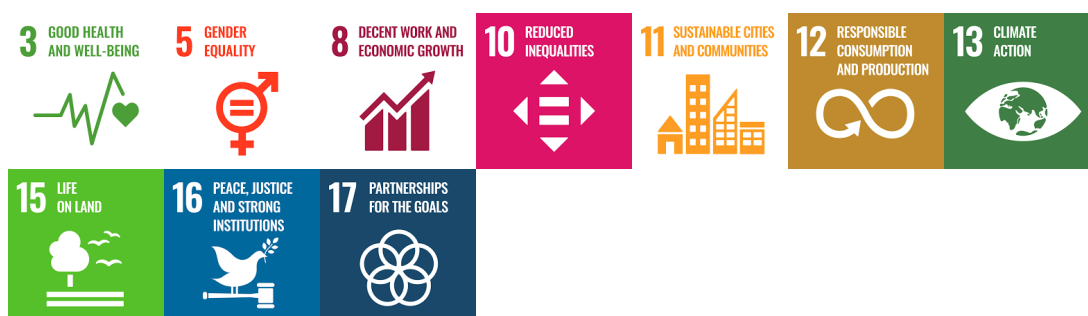 3 GOOD HEALTH
AND WELL-BEING
5 GENDER
EQUALITY
8 DECENT WORK AND
ECONOMIC GROWTH
10 REDUCED
INEQUALITIES
11 SUSTAINABLE CITIES
AND COMMUNITIES
12 RESPONSIBLE
CONSUMPTION
AND PRODUCTION
13 CLIMATE
ACTION
15 LIFE
ON LAND
16 PEACE, JUSTICE
AND STRONG
INSTITUTIONS
17 PARTNERSHIPS
FOR THE GOALS